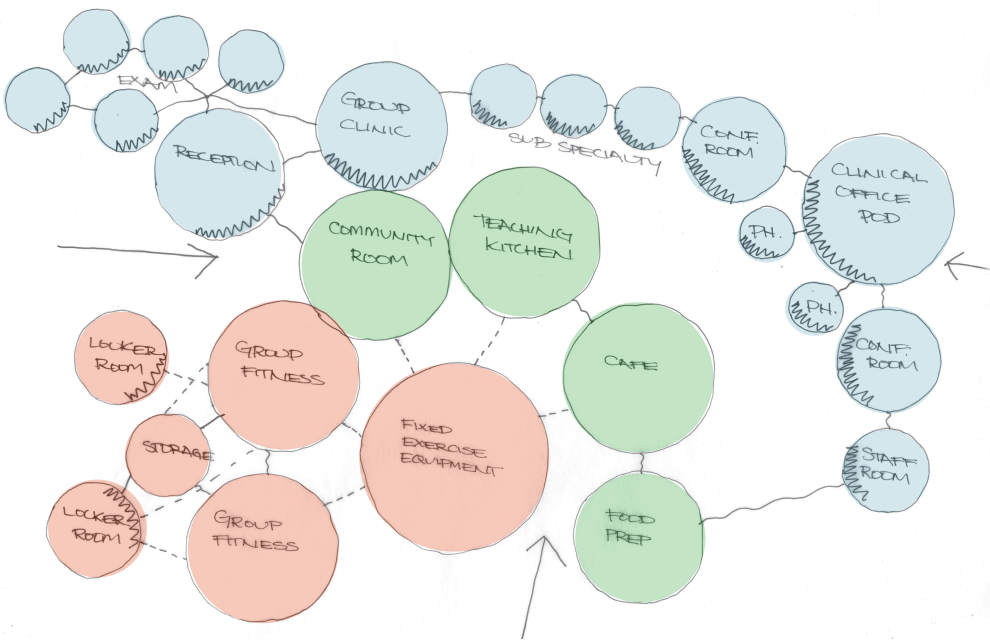 EXAM
GROUP
CLINIC
RECEPTION
SUB SPECIALTY
CONF.
ROOM
CLINICAL
OFFICE
POD
PH.
PH.
COMMUNITY
ROOM
TEACHING
KITCHEN
LOCKER
ROOM
GROUP
FITNESS
CAFE
CONF.
ROOM
STORAGE
FIXED
EXERCISE
EQUIPMENT
STAFF
ROOM
LOCKER
ROOM
GROUP
FITNESS
FOOD
PREP